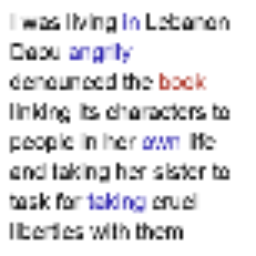 I was living in Lebanon
Dabu angrily
denounced the book
linking its characters to
people in her own life
and taking her sister to
task for taking cruel
liberties with them